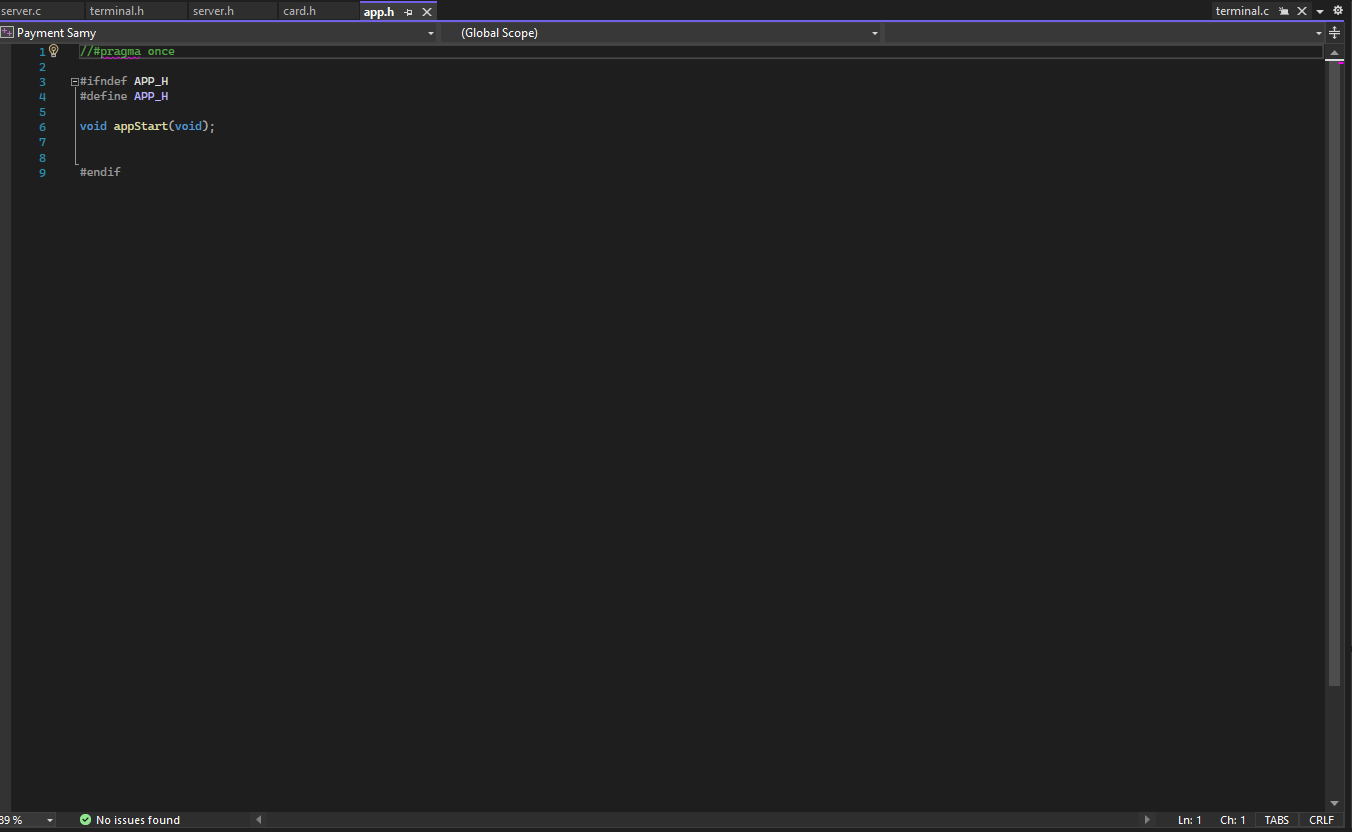 server.c terminal.h server.h card.h app.h terminal.c
Payment Samy (Global Scope)
1 //#pragma once
2
3 #ifndef APP_H
4 #define APP_H
5
6 void appStart(void);
7
8
9 #endif
89 % No issues found Ln: 1 Ch: 1 TABS CRLF